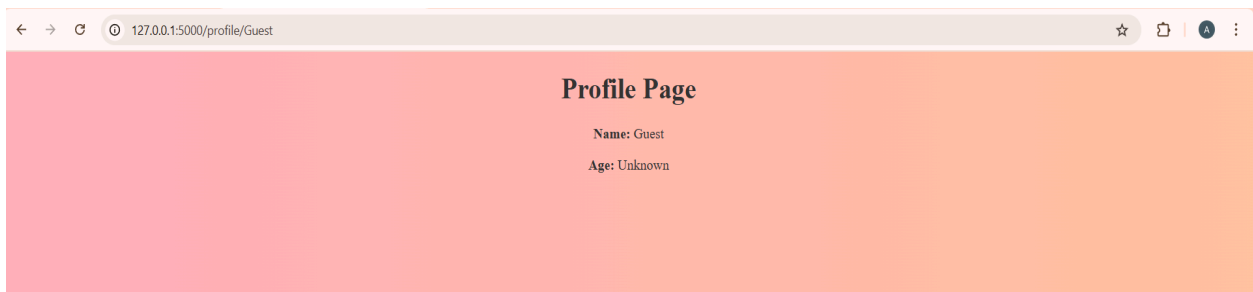 127.0.0.1:5000/profile/Guest
A
Profile Page
Name: Guest
Age: Unknown